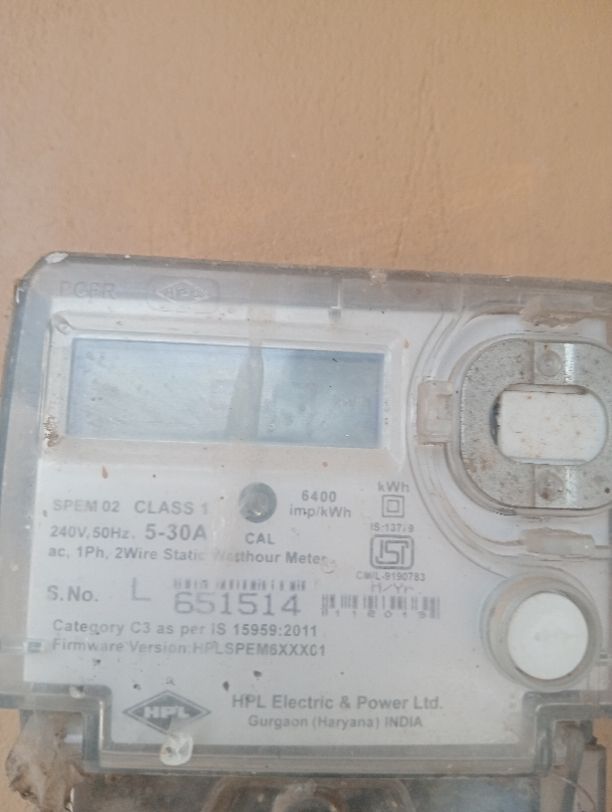 HPL
SPEM 02 CLASS 1
6400
imp/kWh
kWh
240V, 50Hz. 5-30A
CAL
ac, 1Ph, 2Wire Static Watthour Meter
CM/L-9190783
S.No. L 651514
Category C3 as per IS 15959:2011
Firmware Version:HPLSPEM6XXX01
HPL
HPL Electric & Power Ltd.
Gurgaon (Haryana) INDIA